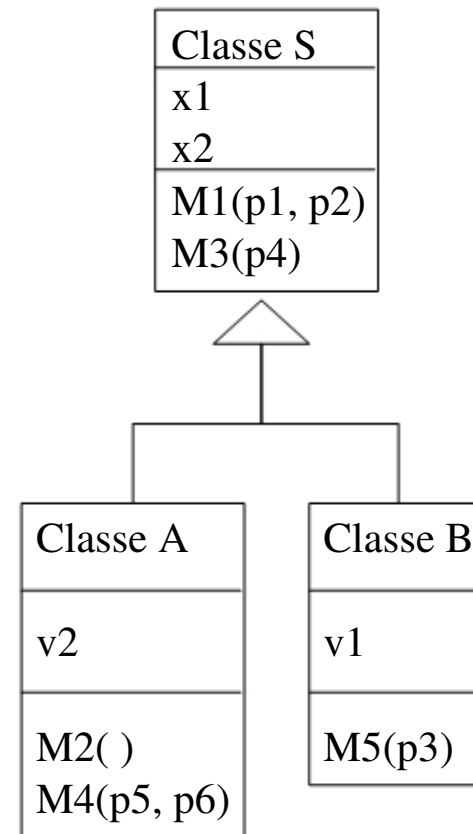 Classe S
x1
x2
M1(p1, p2)
M3(p4)
Classe A
v2
M2( )
M4(p5, p6)
Classe B
v1
M5(p3)